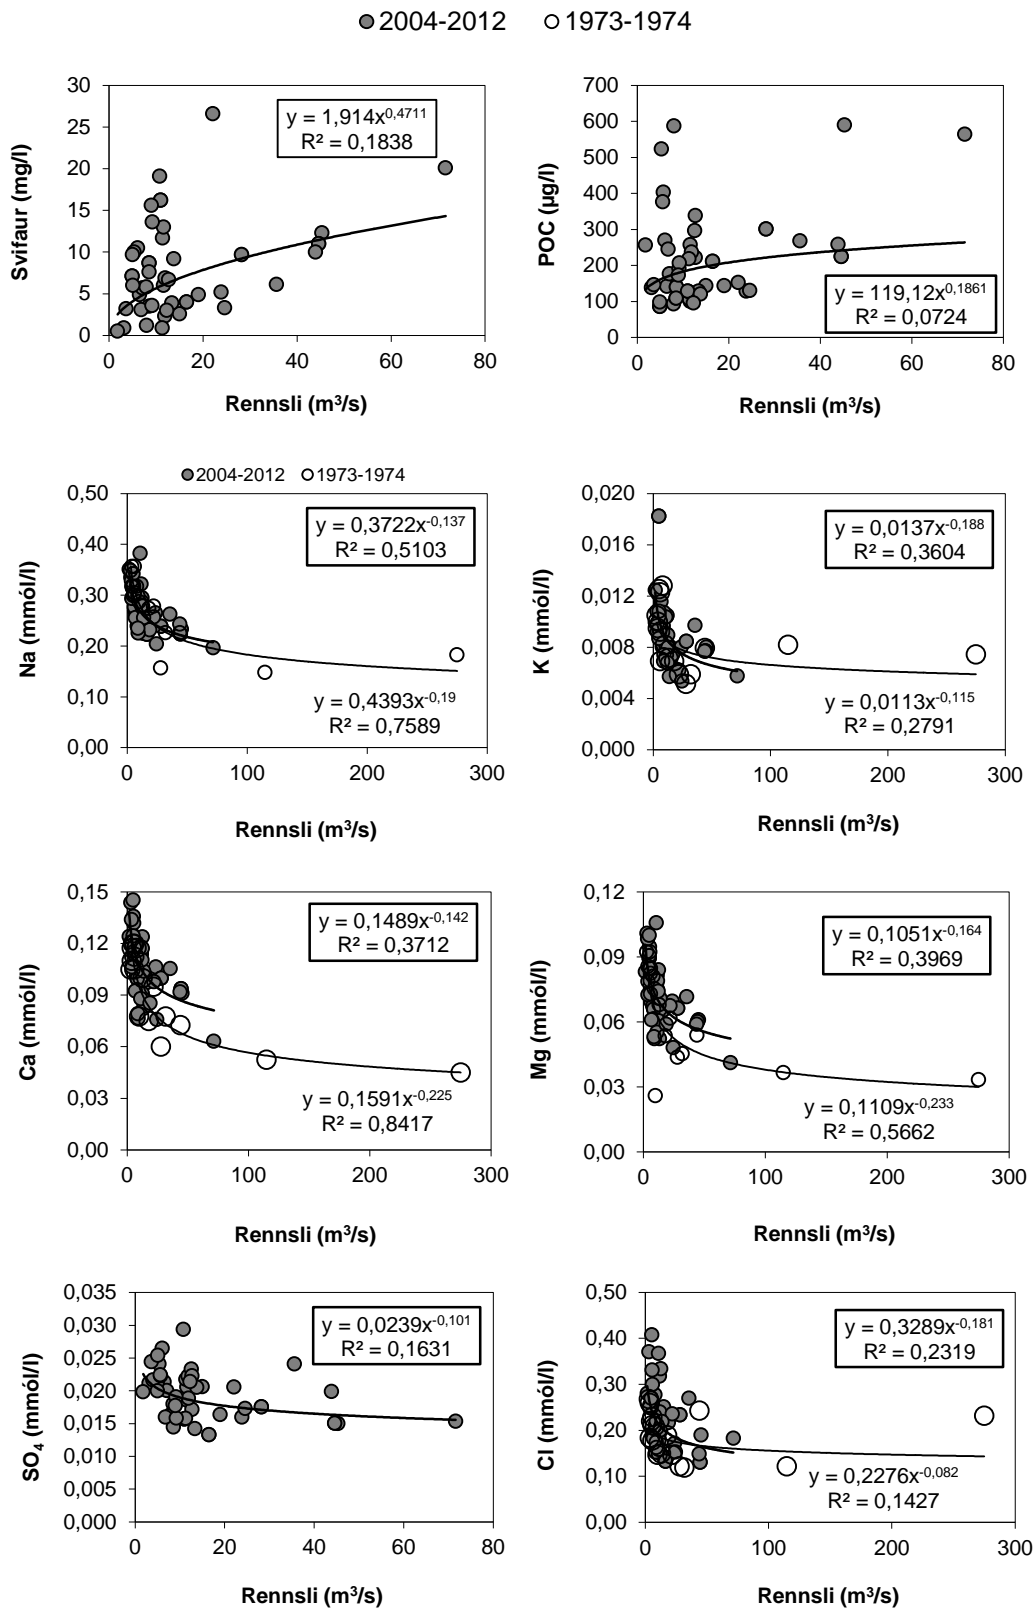 2004-2012 1973-1974
Svifaur (mg/l)
30
25
20
15
10
5
0
y = 1,914x^0,4711
R² = 0,1838
0 20 40 60 80
Rennsli (m³/s)
POC (µg/l)
700
600
500
400
300
200
100
0
y = 119,12x^0,1861
R² = 0,0724
0 20 40 60 80
Rennsli (m³/s)
2004-2012 1973-1974
Na (mmól/l)
0,50
0,40
0,30
0,20
0,10
0,00
y = 0,3722x^-0,137
R² = 0,5103
y = 0,4393x^-0,19
R² = 0,7589
0 100 200 300
Rennsli (m³/s)
K (mmól/l)
0,020
0,016
0,012
0,008
0,004
0,000
y = 0,0137x^-0,188
R² = 0,3604
y = 0,0113x^-0,115
R² = 0,2791
0 100 200 300
Rennsli (m³/s)
Ca (mmól/l)
0,15
0,12
0,09
0,06
0,03
0,00
y = 0,1489x^-0,142
R² = 0,3712
y = 0,1591x^-0,225
R² = 0,8417
0 100 200 300
Rennsli (m³/s)
Mg (mmól/l)
0,12
0,09
0,06
0,03
0,00
y = 0,1051x^-0,164
R² = 0,3969
y = 0,1109x^-0,233
R² = 0,5662
0 100 200 300
Rennsli (m³/s)
SO₄ (mmól/l)
0,035
0,030
0,025
0,020
0,015
0,010
0,005
0,000
y = 0,0239x^-0,101
R² = 0,1631
0 20 40 60 80
Rennsli (m³/s)
Cl (mmól/l)
0,50
0,40
0,30
0,20
0,10
0,00
y = 0,3289x^-0,181
R² = 0,2319
y = 0,2276x^-0,082
R² = 0,1427
0 100 200 300
Rennsli (m³/s)